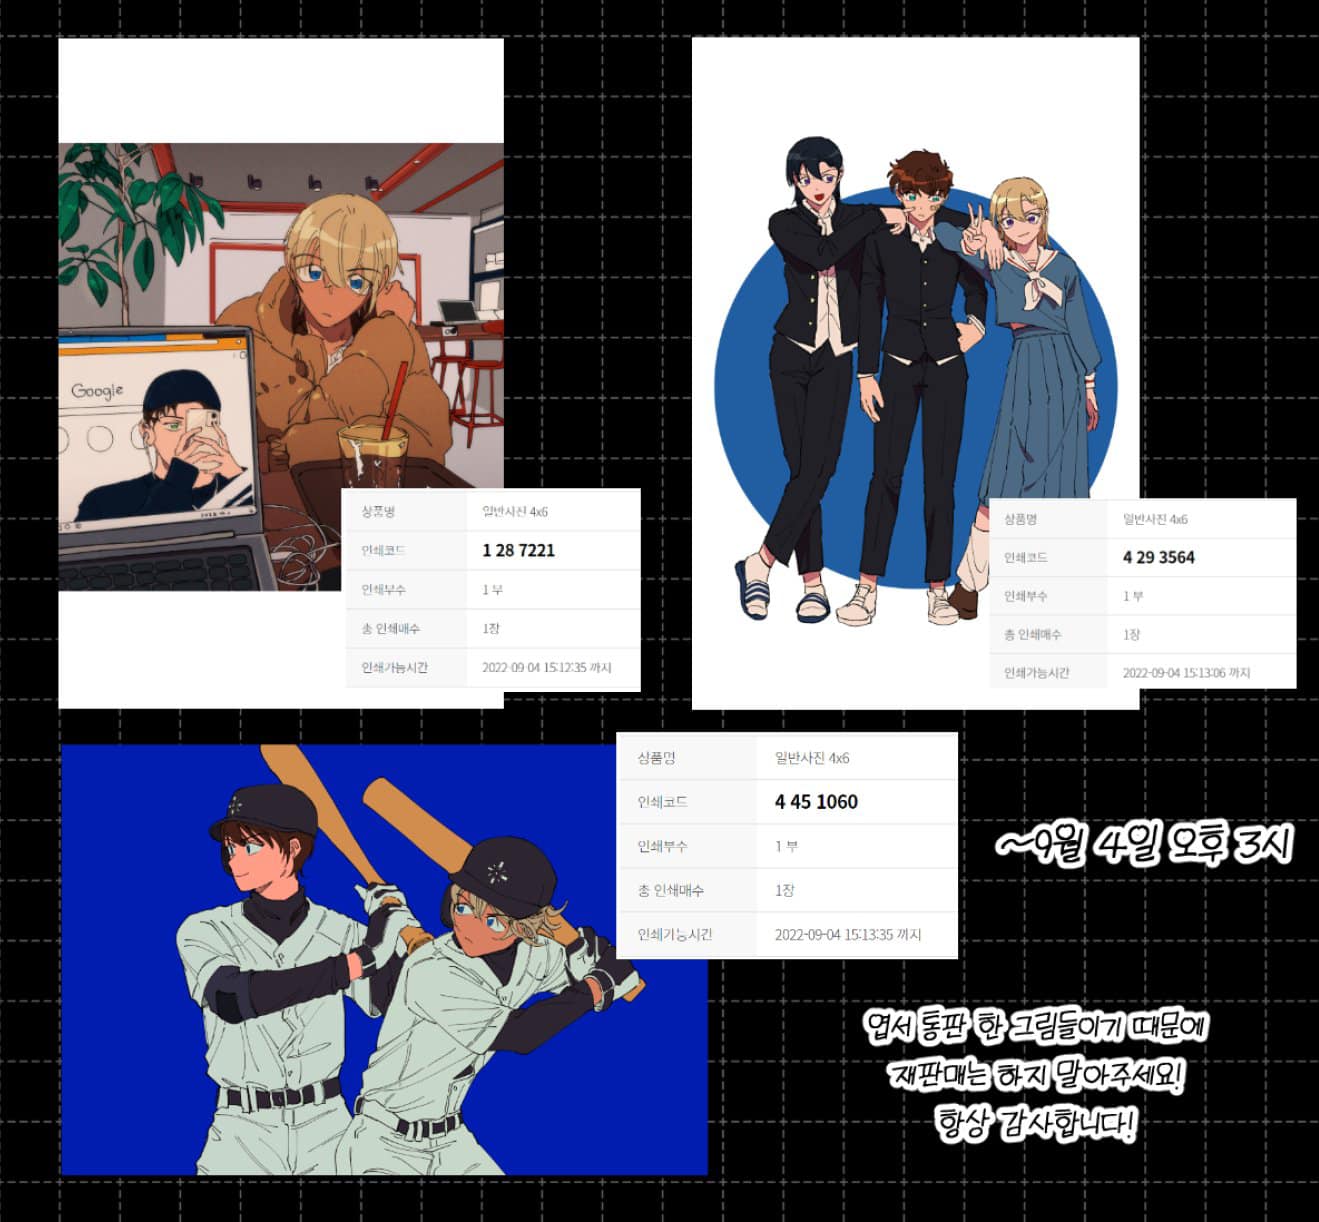 Google
상품명 일반사진 4x6
인쇄코드 1 28 7221
인쇄부수 1 부
총 인쇄매수 1장
인쇄가능시간 2022-09-04 15:12:35 까지
상품명 일반사진 4x6
인쇄코드 4 29 3564
인쇄부수 1 부
총 인쇄매수 1장
인쇄가능시간 2022-09-04 15:13:06 까지
상품명 일반사진 4x6
인쇄코드 4 45 1060
인쇄부수 1 부
총 인쇄매수 1장
인쇄가능시간 2022-09-04 15:13:35 까지
~9월 4일 오후 3시
엽서 통판 한 그림들이기 때문에
재판매는 하지 말아주세요!
항상 감사합니다!